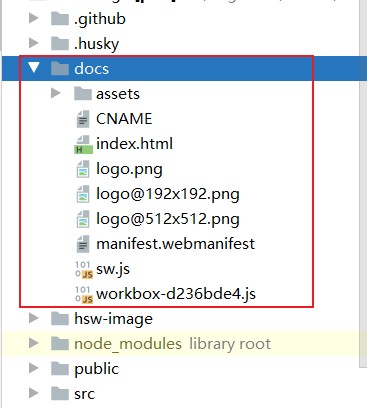 .github
.husky
docs
assets
CNAME
index.html
logo.png
logo@192x192.png
logo@512x512.png
manifest.webmanifest
sw.js
workbox-d236bde4.js
hsw-image
node_modules library root
public
src